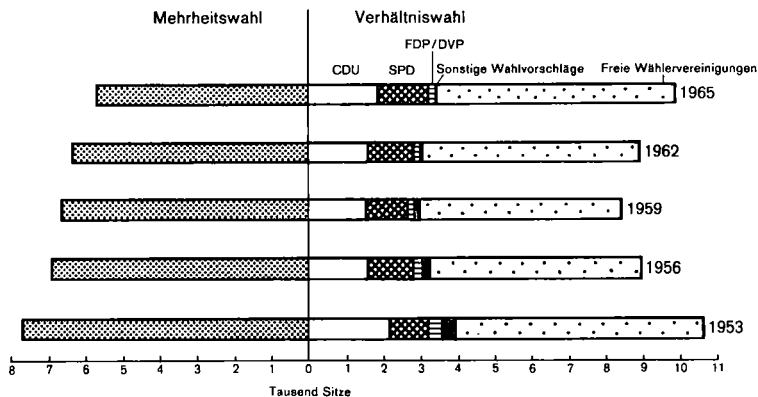 Mehrheitswahl Verhältniswahl
FDP/DVP
CDU SPD Sonstige Wahlvorschläge Freie Wählervereinigungen
1965
1962
1959
1956
1953
8 7 6 5 4 3 2 1 0 1 2 3 4 5 6 7 8 9 10 11
Tausend Sitze